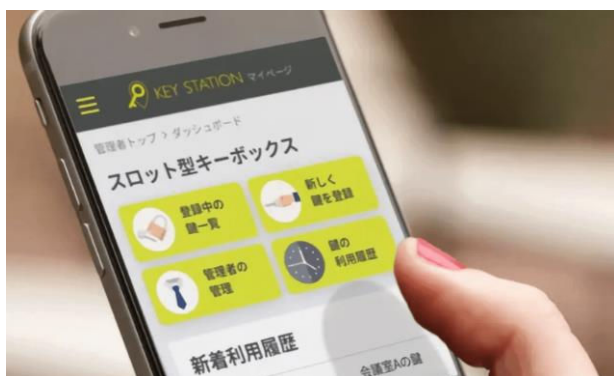 KEY STATION マイページ
管理者トップ > ダッシュボード
スロット型キーボックス
登録中の
鍵一覧
新しく
鍵を登録
管理者の
管理
鍵の
利用履歴
新着利用履歴
会議室Aの鍵